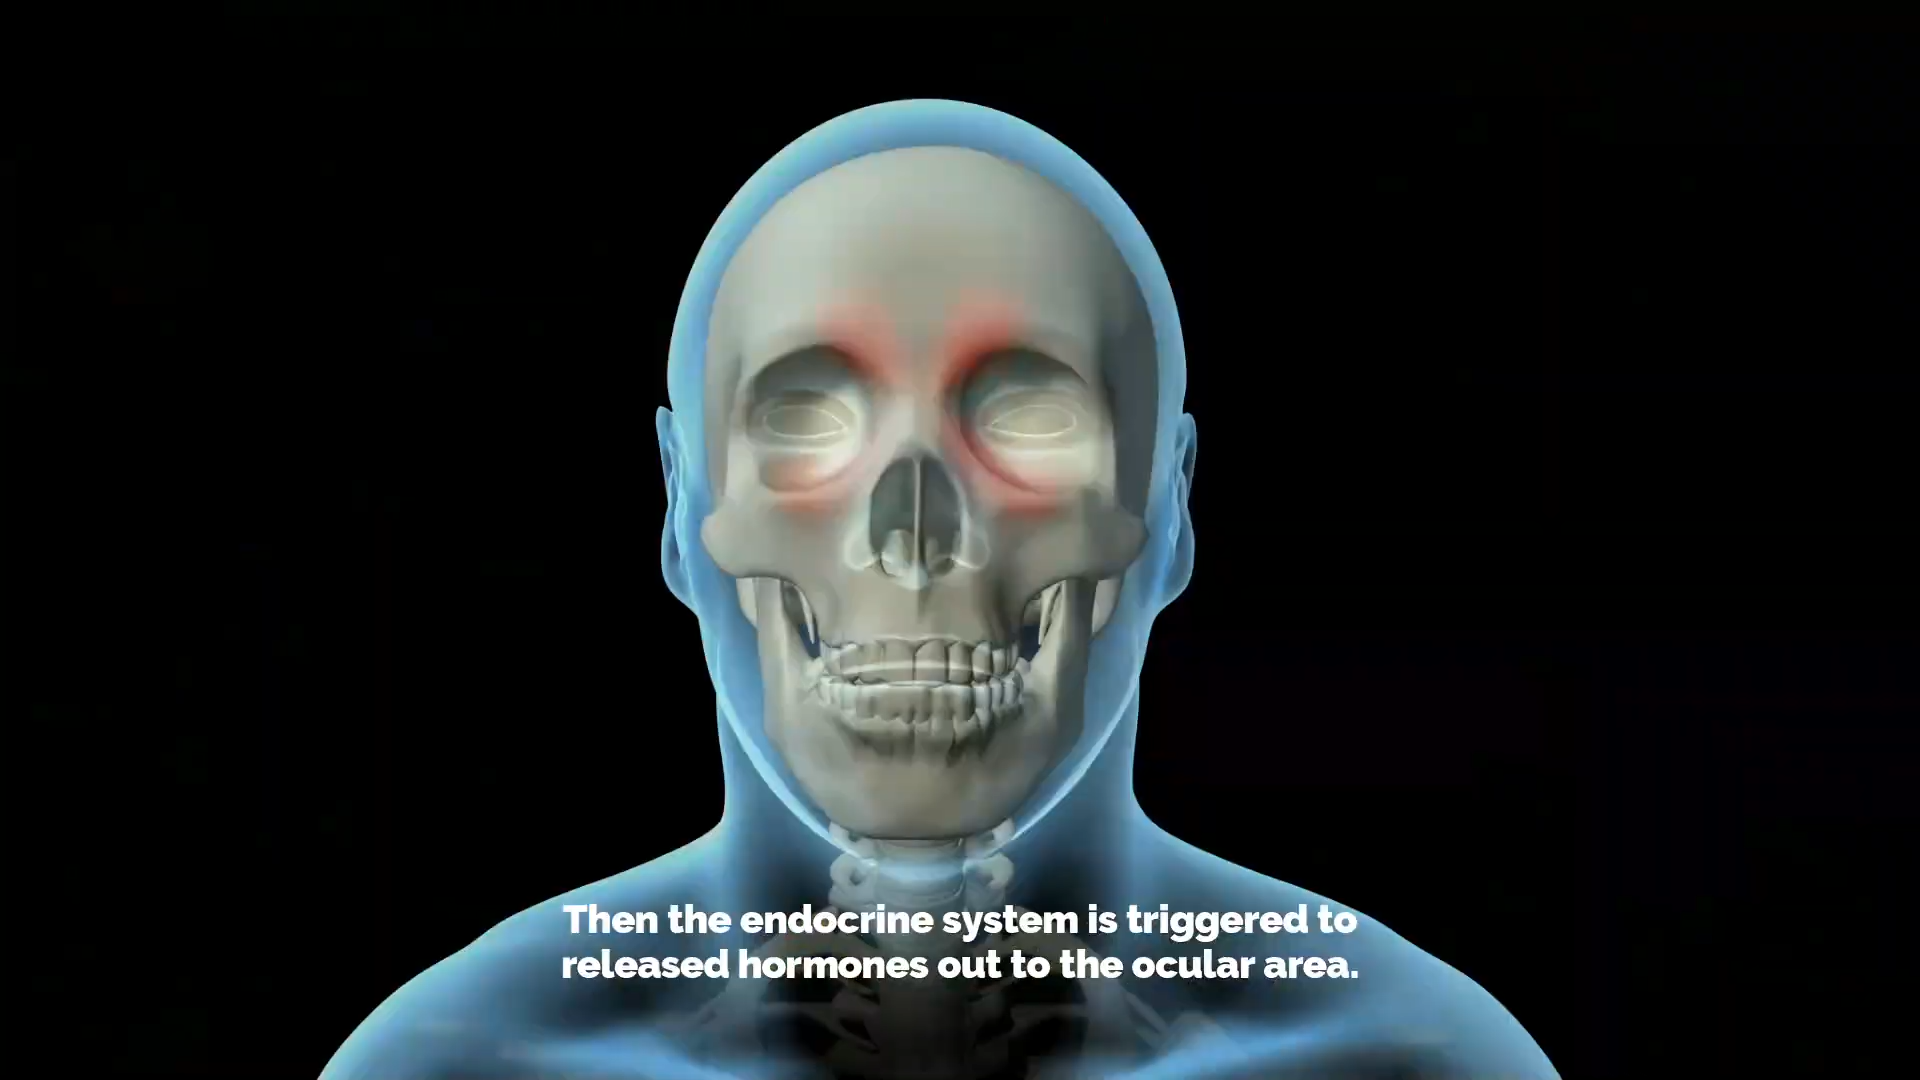 Then the endocrine system is triggered to
released hormones out to the ocular area.